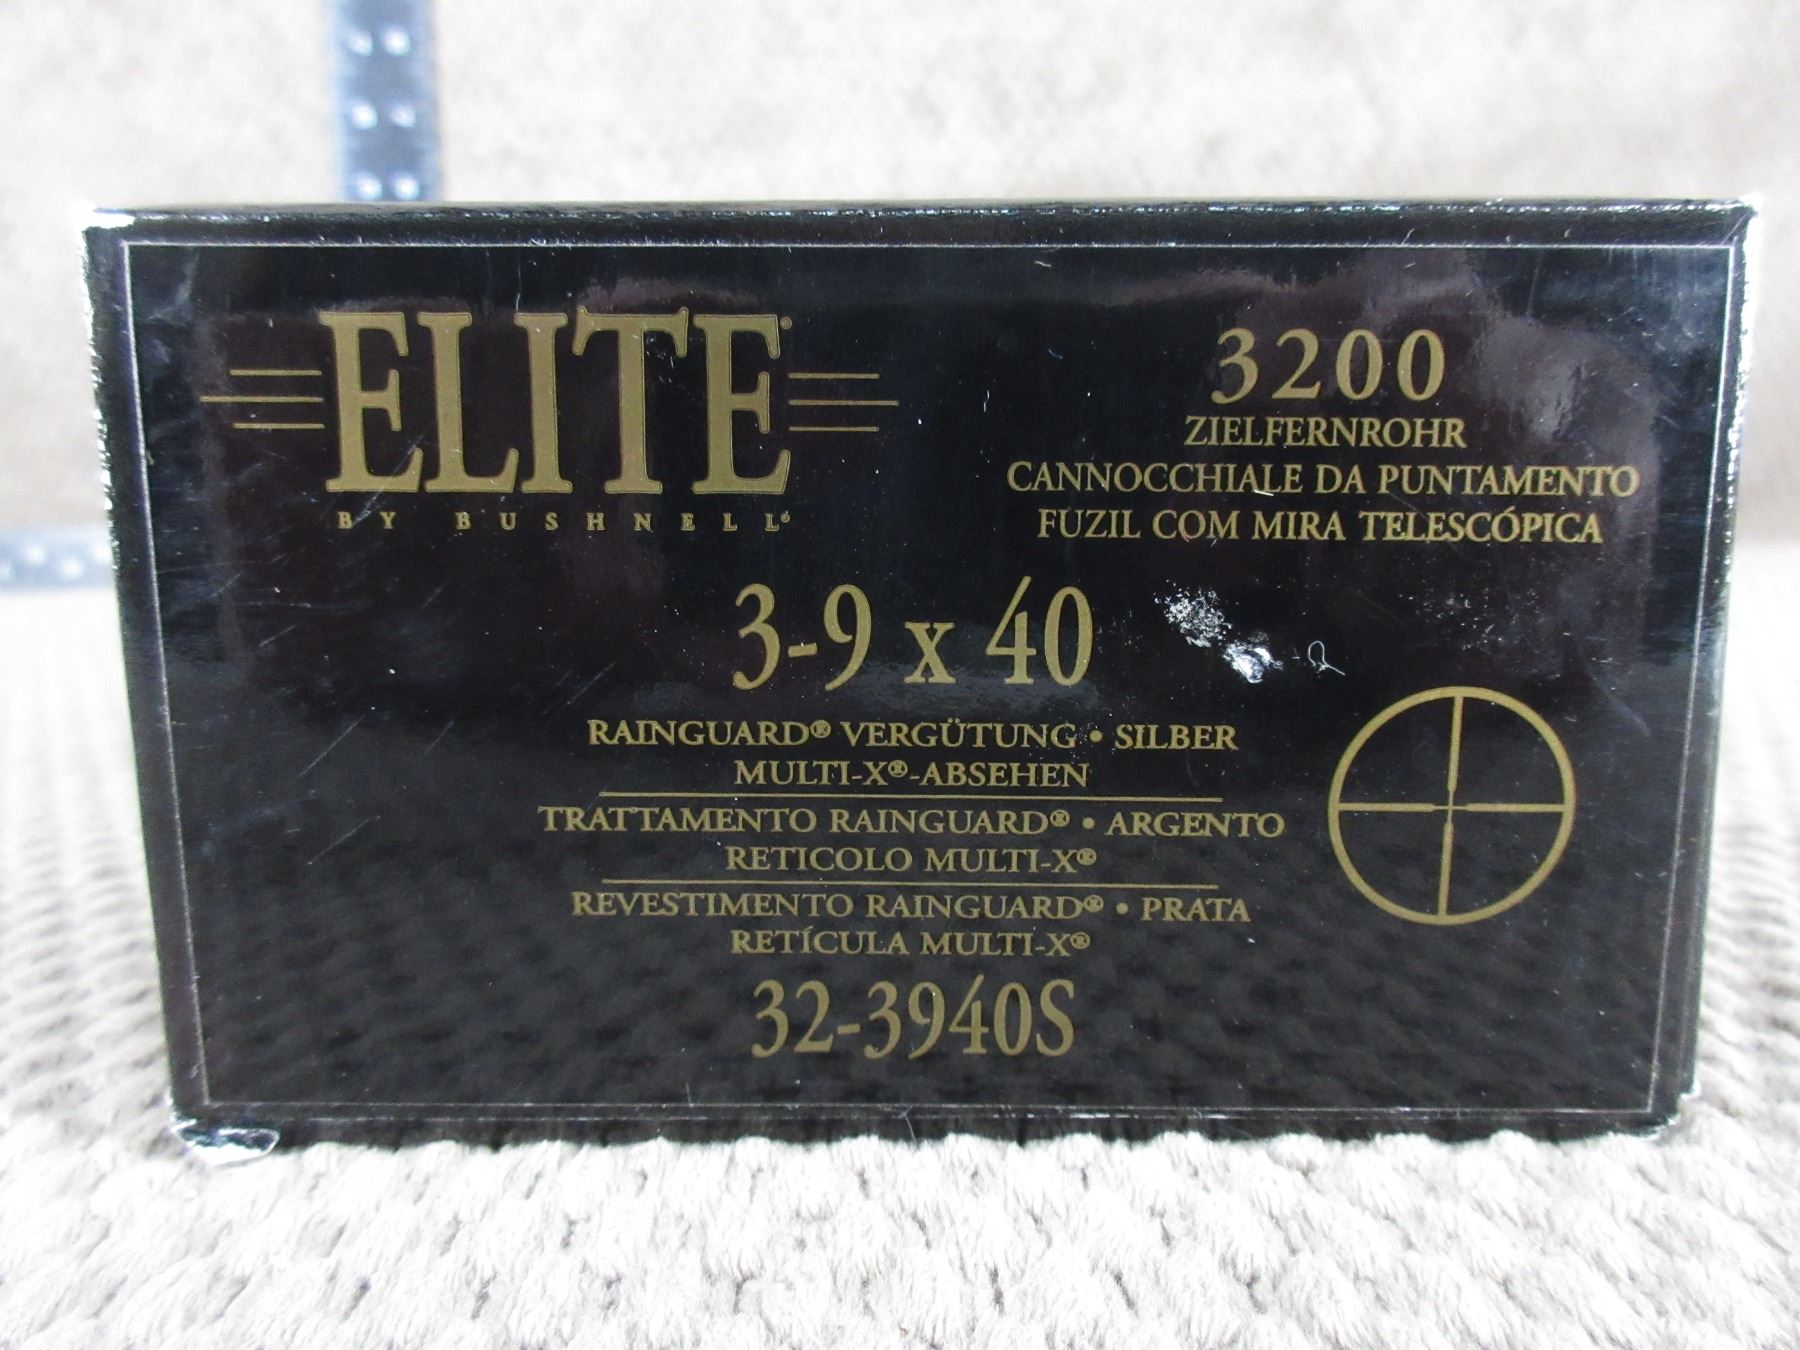 ELITE®
BY BUSHNELL®
3200
ZIELFERNROHR
CANNOCCHIALE DA PUNTAMENTO
FUZIL COM MIRA TELESCÓPICA
3-9 x 40
RAINGUARD® VERGÜTUNG • SILBER
MULTI-X®-ABSEHEN
TRATTAMENTO RAINGUARD® • ARGENTO
RETICOLO MULTI-X®
REVESTIMENTO RAINGUARD® • PRATA
RETÍCULA MULTI-X®
32-3940S